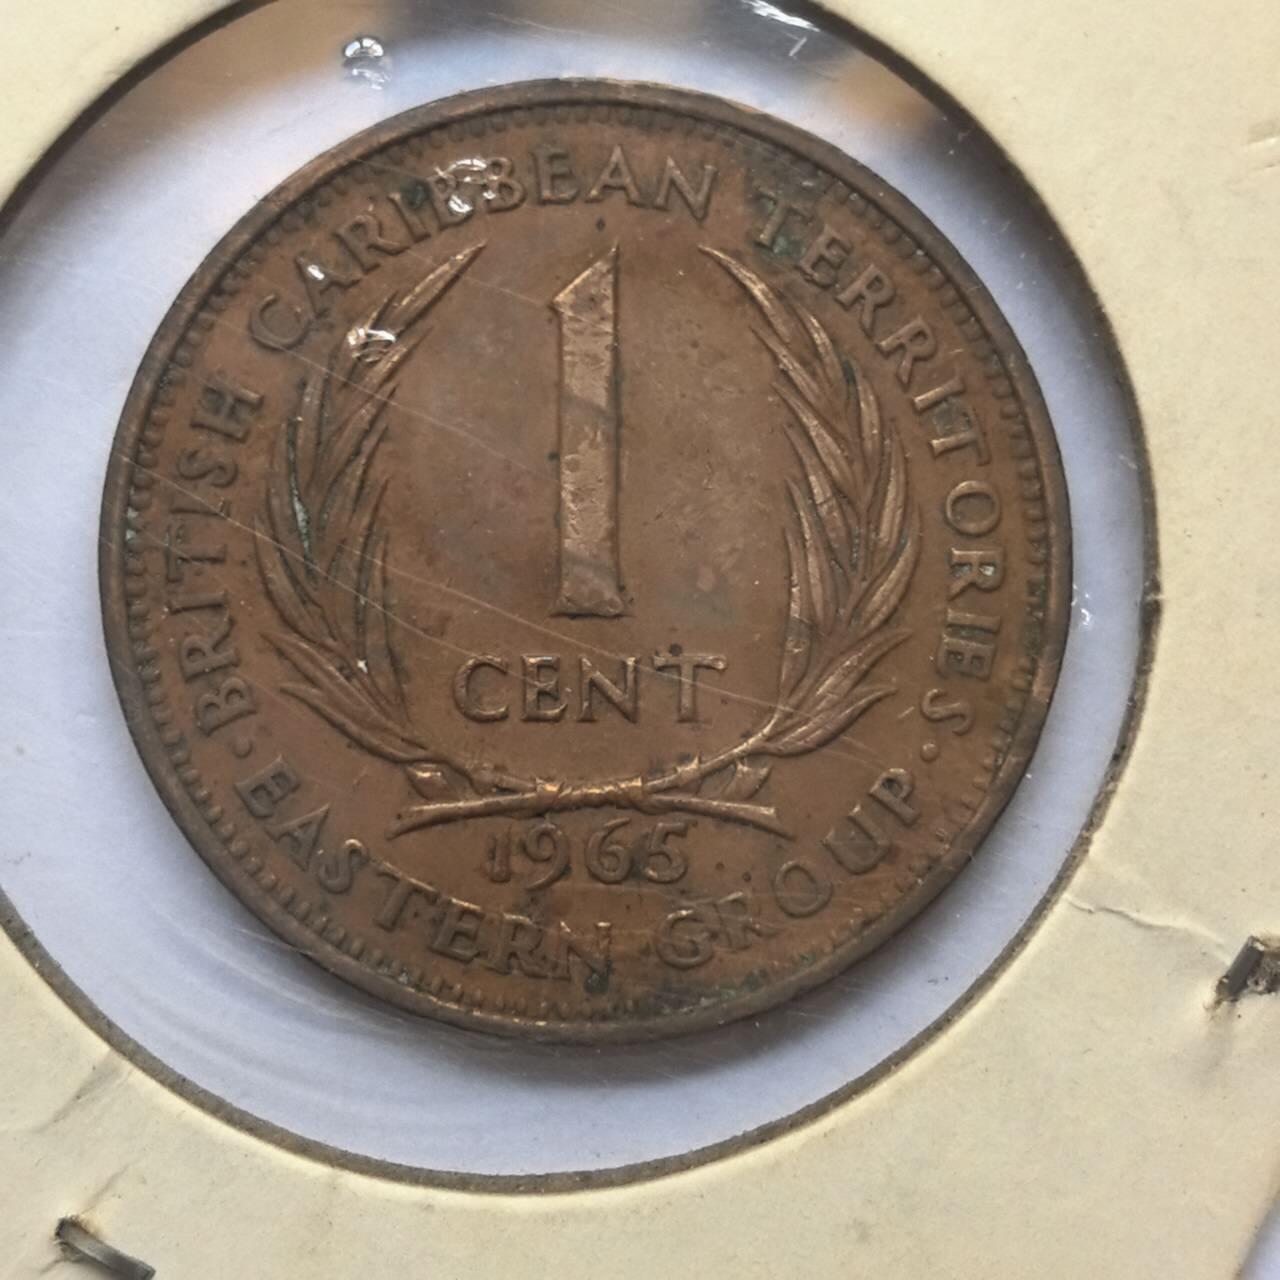 BRITISH CARIBBEAN TERRITORIES
1
CENT
1965
· EASTERN GROUP ·